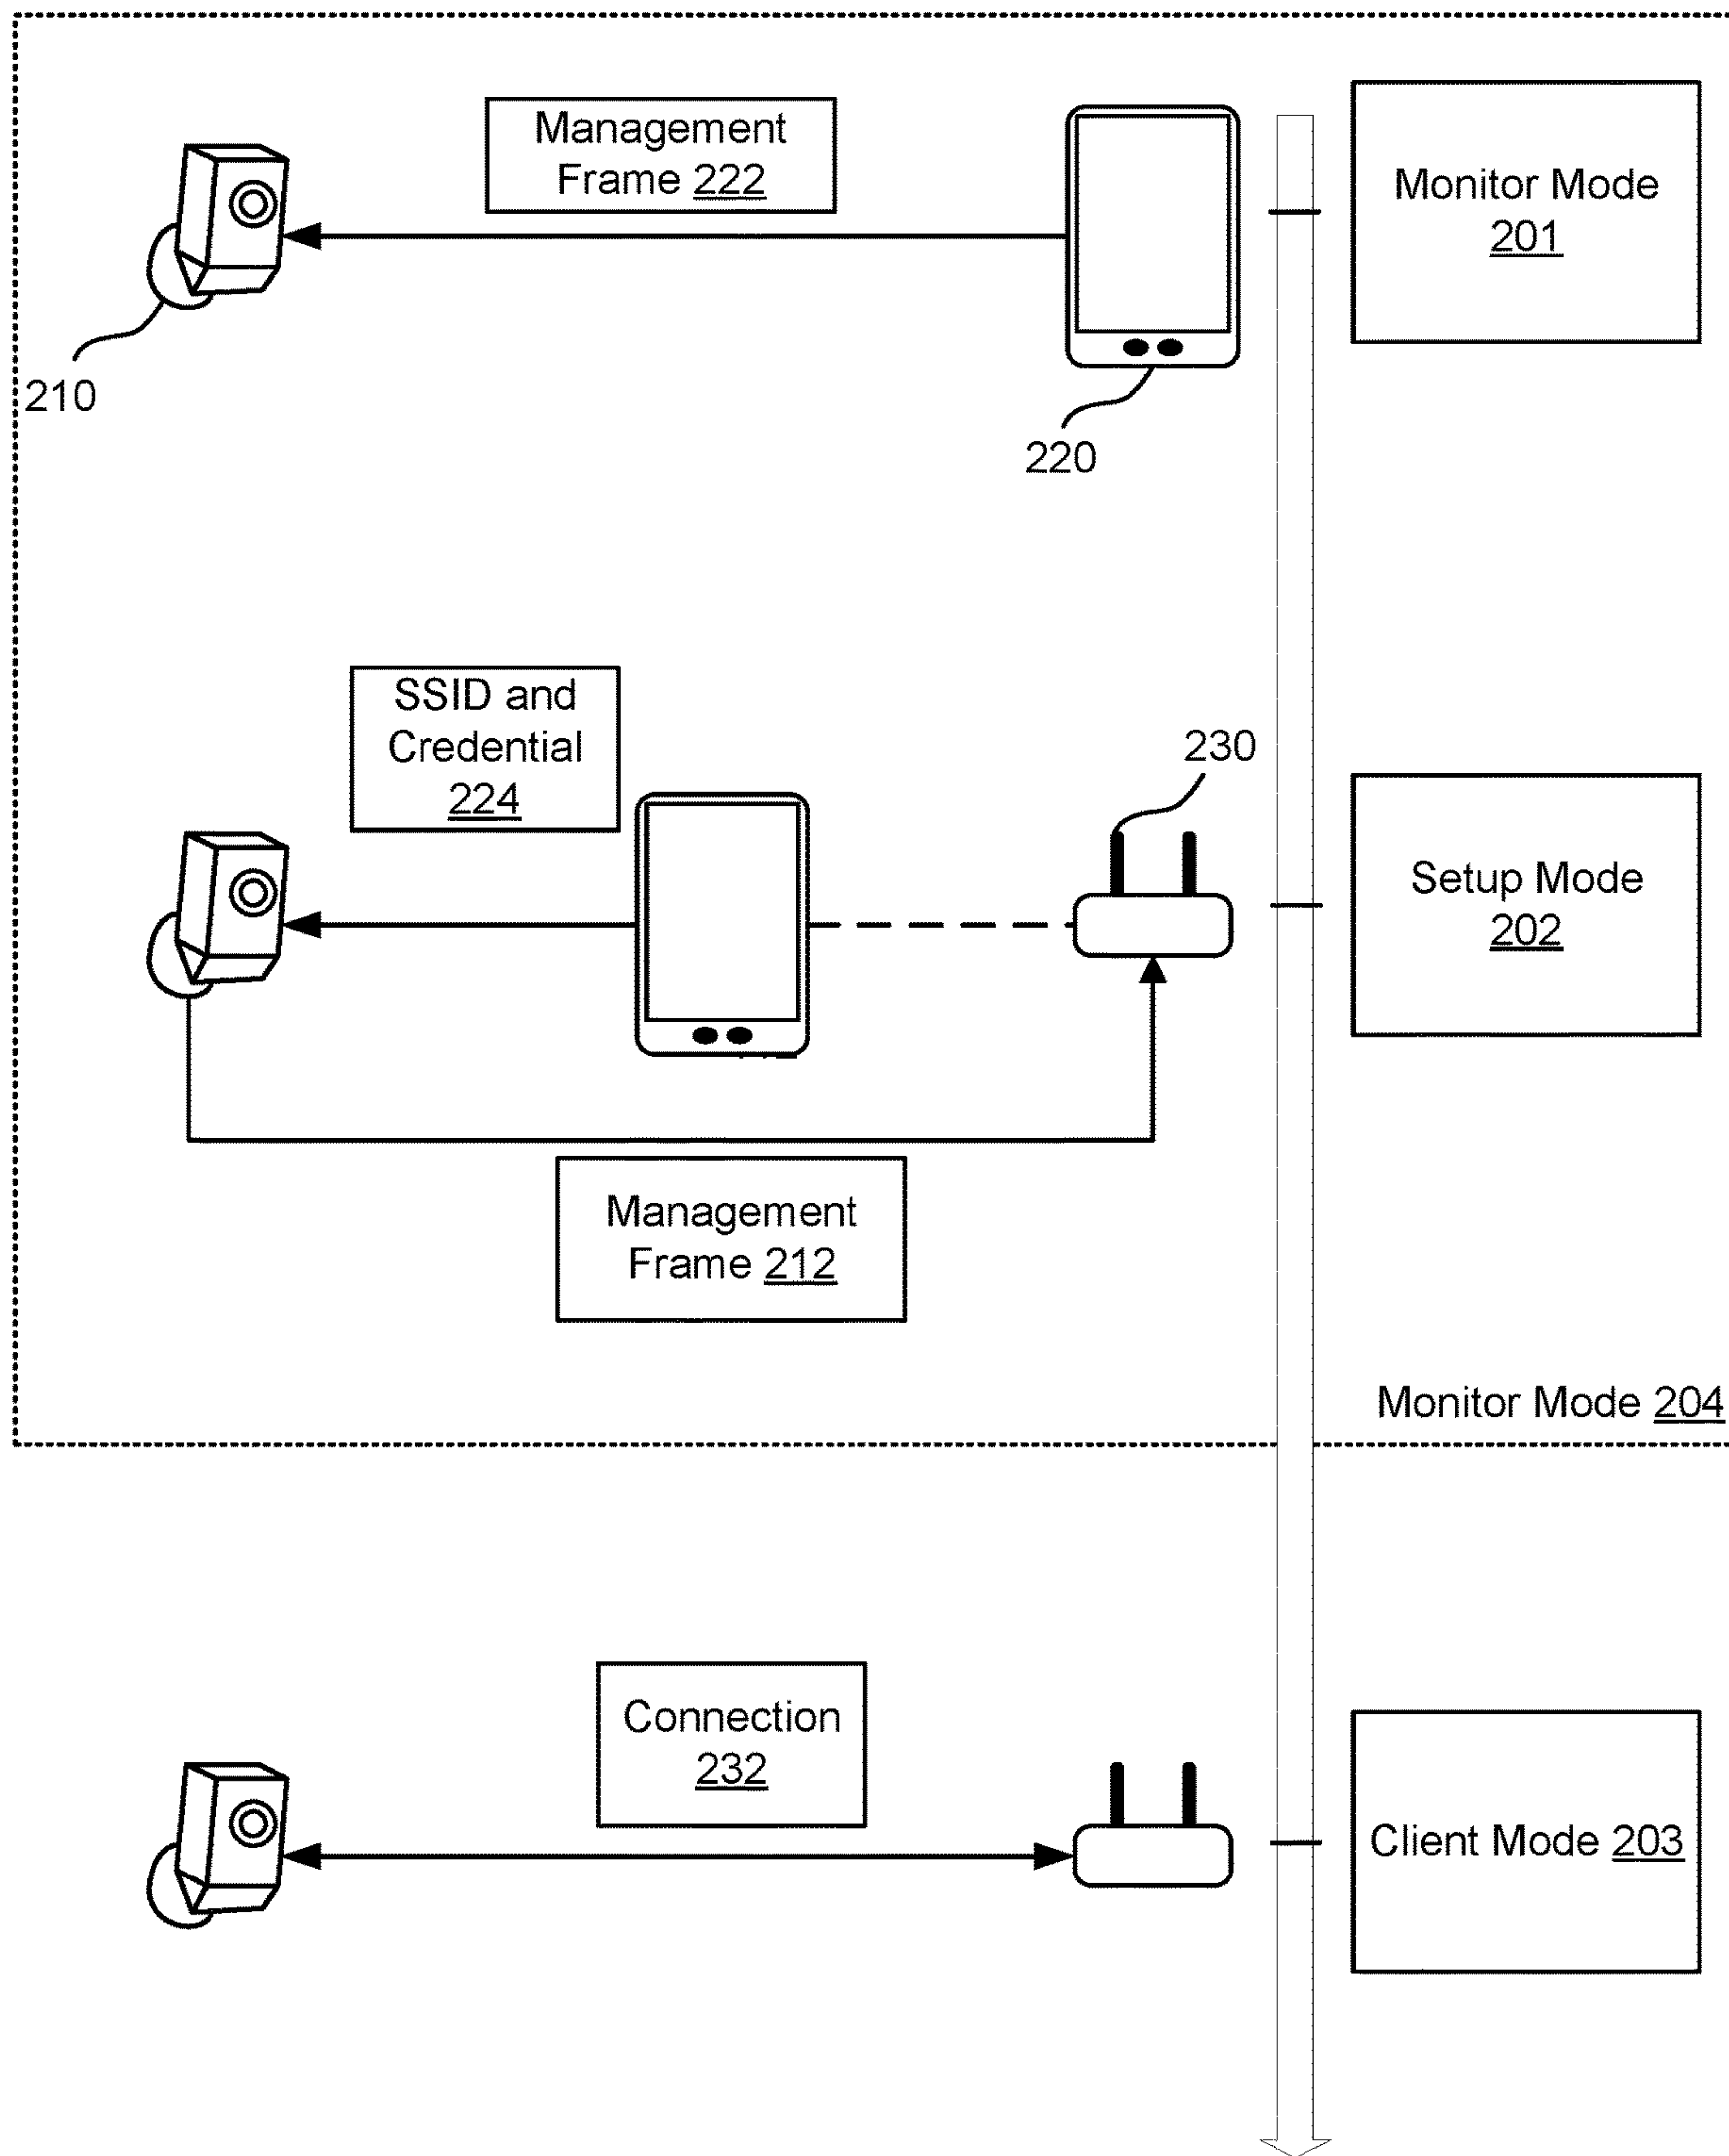 Management
Frame 222
Monitor Mode
201
210
220
SSID and
Credential
224
230
Setup Mode
202
Management
Frame 212
Monitor Mode 204
Connection
232
Client Mode 203